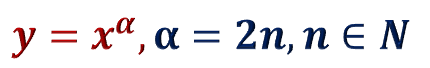 y = x^α, α = 2n, n ∈ N